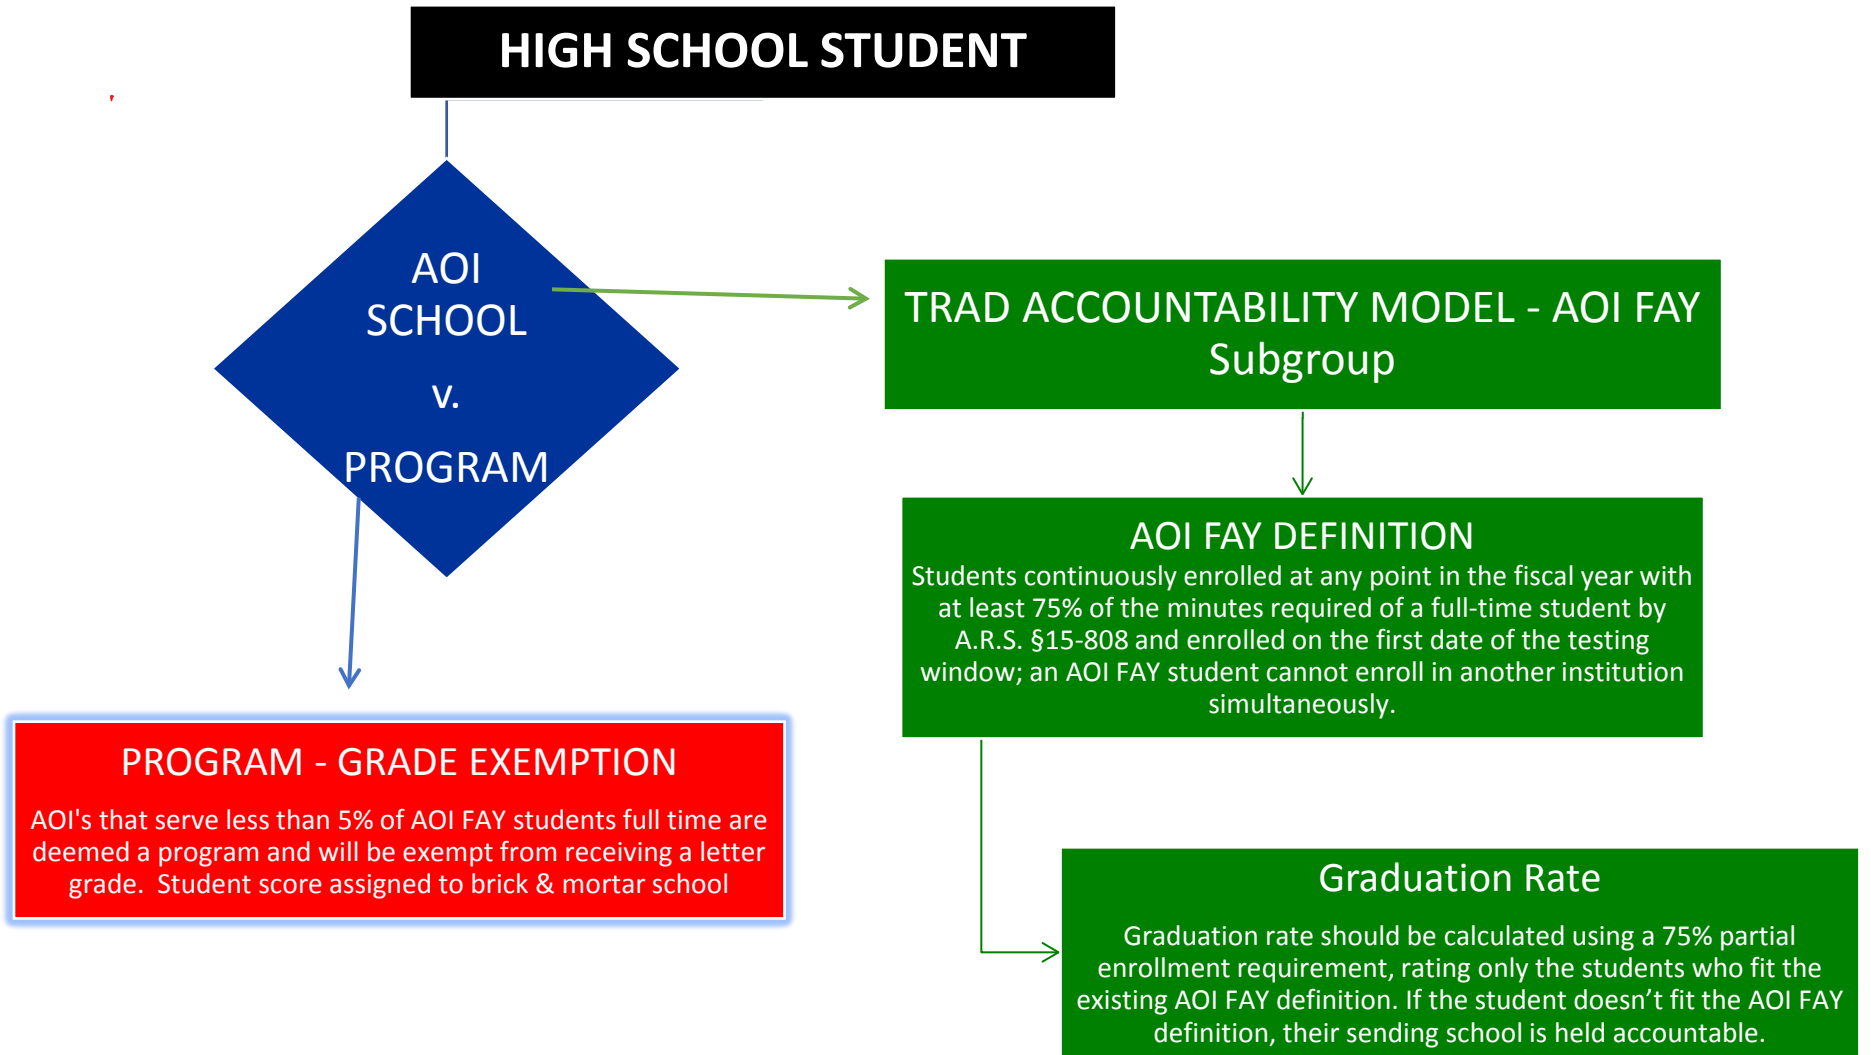 HIGH SCHOOL STUDENT
AOI
SCHOOL
v.
PROGRAM
TRAD ACCOUNTABILITY MODEL - AOI FAY
Subgroup
AOI FAY DEFINITION
Students continuously enrolled at any point in the fiscal year with
at least 75% of the minutes required of a full-time student by
A.R.S. §15-808 and enrolled on the first date of the testing
window; an AOI FAY student cannot enroll in another institution
simultaneously.
PROGRAM - GRADE EXEMPTION
AOI's that serve less than 5% of AOI FAY students full time are
deemed a program and will be exempt from receiving a letter
grade.  Student score assigned to brick & mortar school
Graduation Rate
Graduation rate should be calculated using a 75% partial
enrollment requirement, rating only the students who fit the
existing AOI FAY definition. If the student doesn’t fit the AOI FAY
definition, their sending school is held accountable.